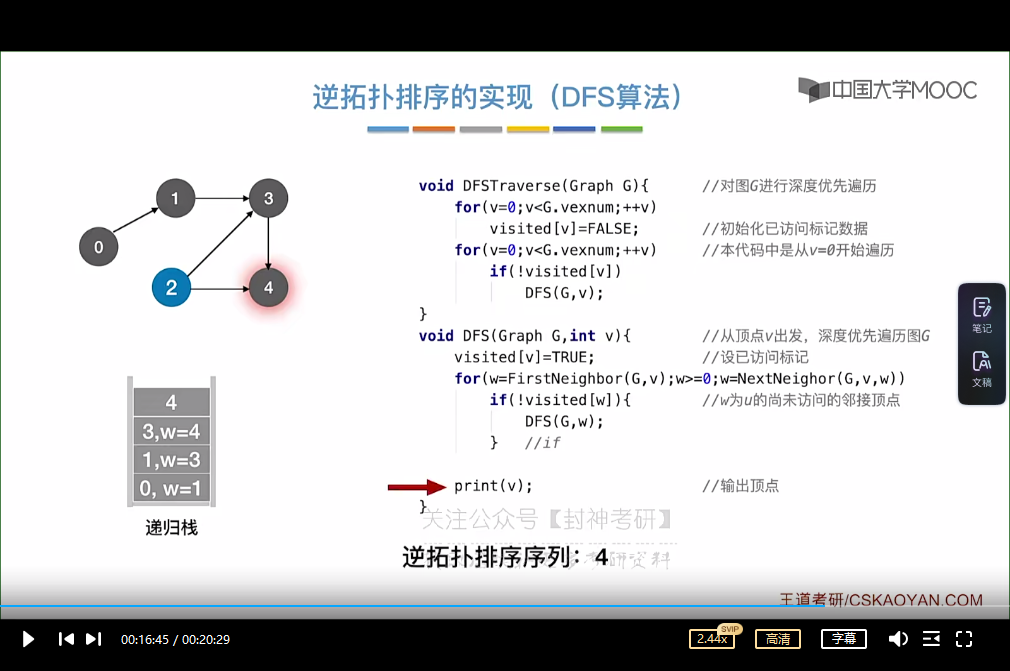 逆拓扑排序的实现（DFS算法）
中国大学MOOC
1
3
0
2
4
void DFSTraverse(Graph G){ //对图G进行深度优先遍历
for(v=0;v<G.vexnum;++v)
visited[v]=FALSE; //初始化已访问标记数据
for(v=0;v<G.vexnum;++v) //本代码中是从v=0开始遍历
if(!visited[v])
DFS(G,v);
}
void DFS(Graph G,int v){ //从顶点v出发，深度优先遍历图G
visited[v]=TRUE; //设已访问标记
for(w=FirstNeighbor(G,v);w>=0;w=NextNeighor(G,v,w))
if(!visited[w]){ //w为u的尚未访问的邻接顶点
DFS(G,w);
} //if
print(v); //输出顶点
}
4
3,w=4
1,w=3
0, w=1
递归栈
关注公众号【封神考研】
逆拓扑排序序列：4
考研资料
王道考研/CSKAOYAN.COM
笔记
文稿
00:16:45 / 00:20:29
2.44x
SVIP
高清
字幕